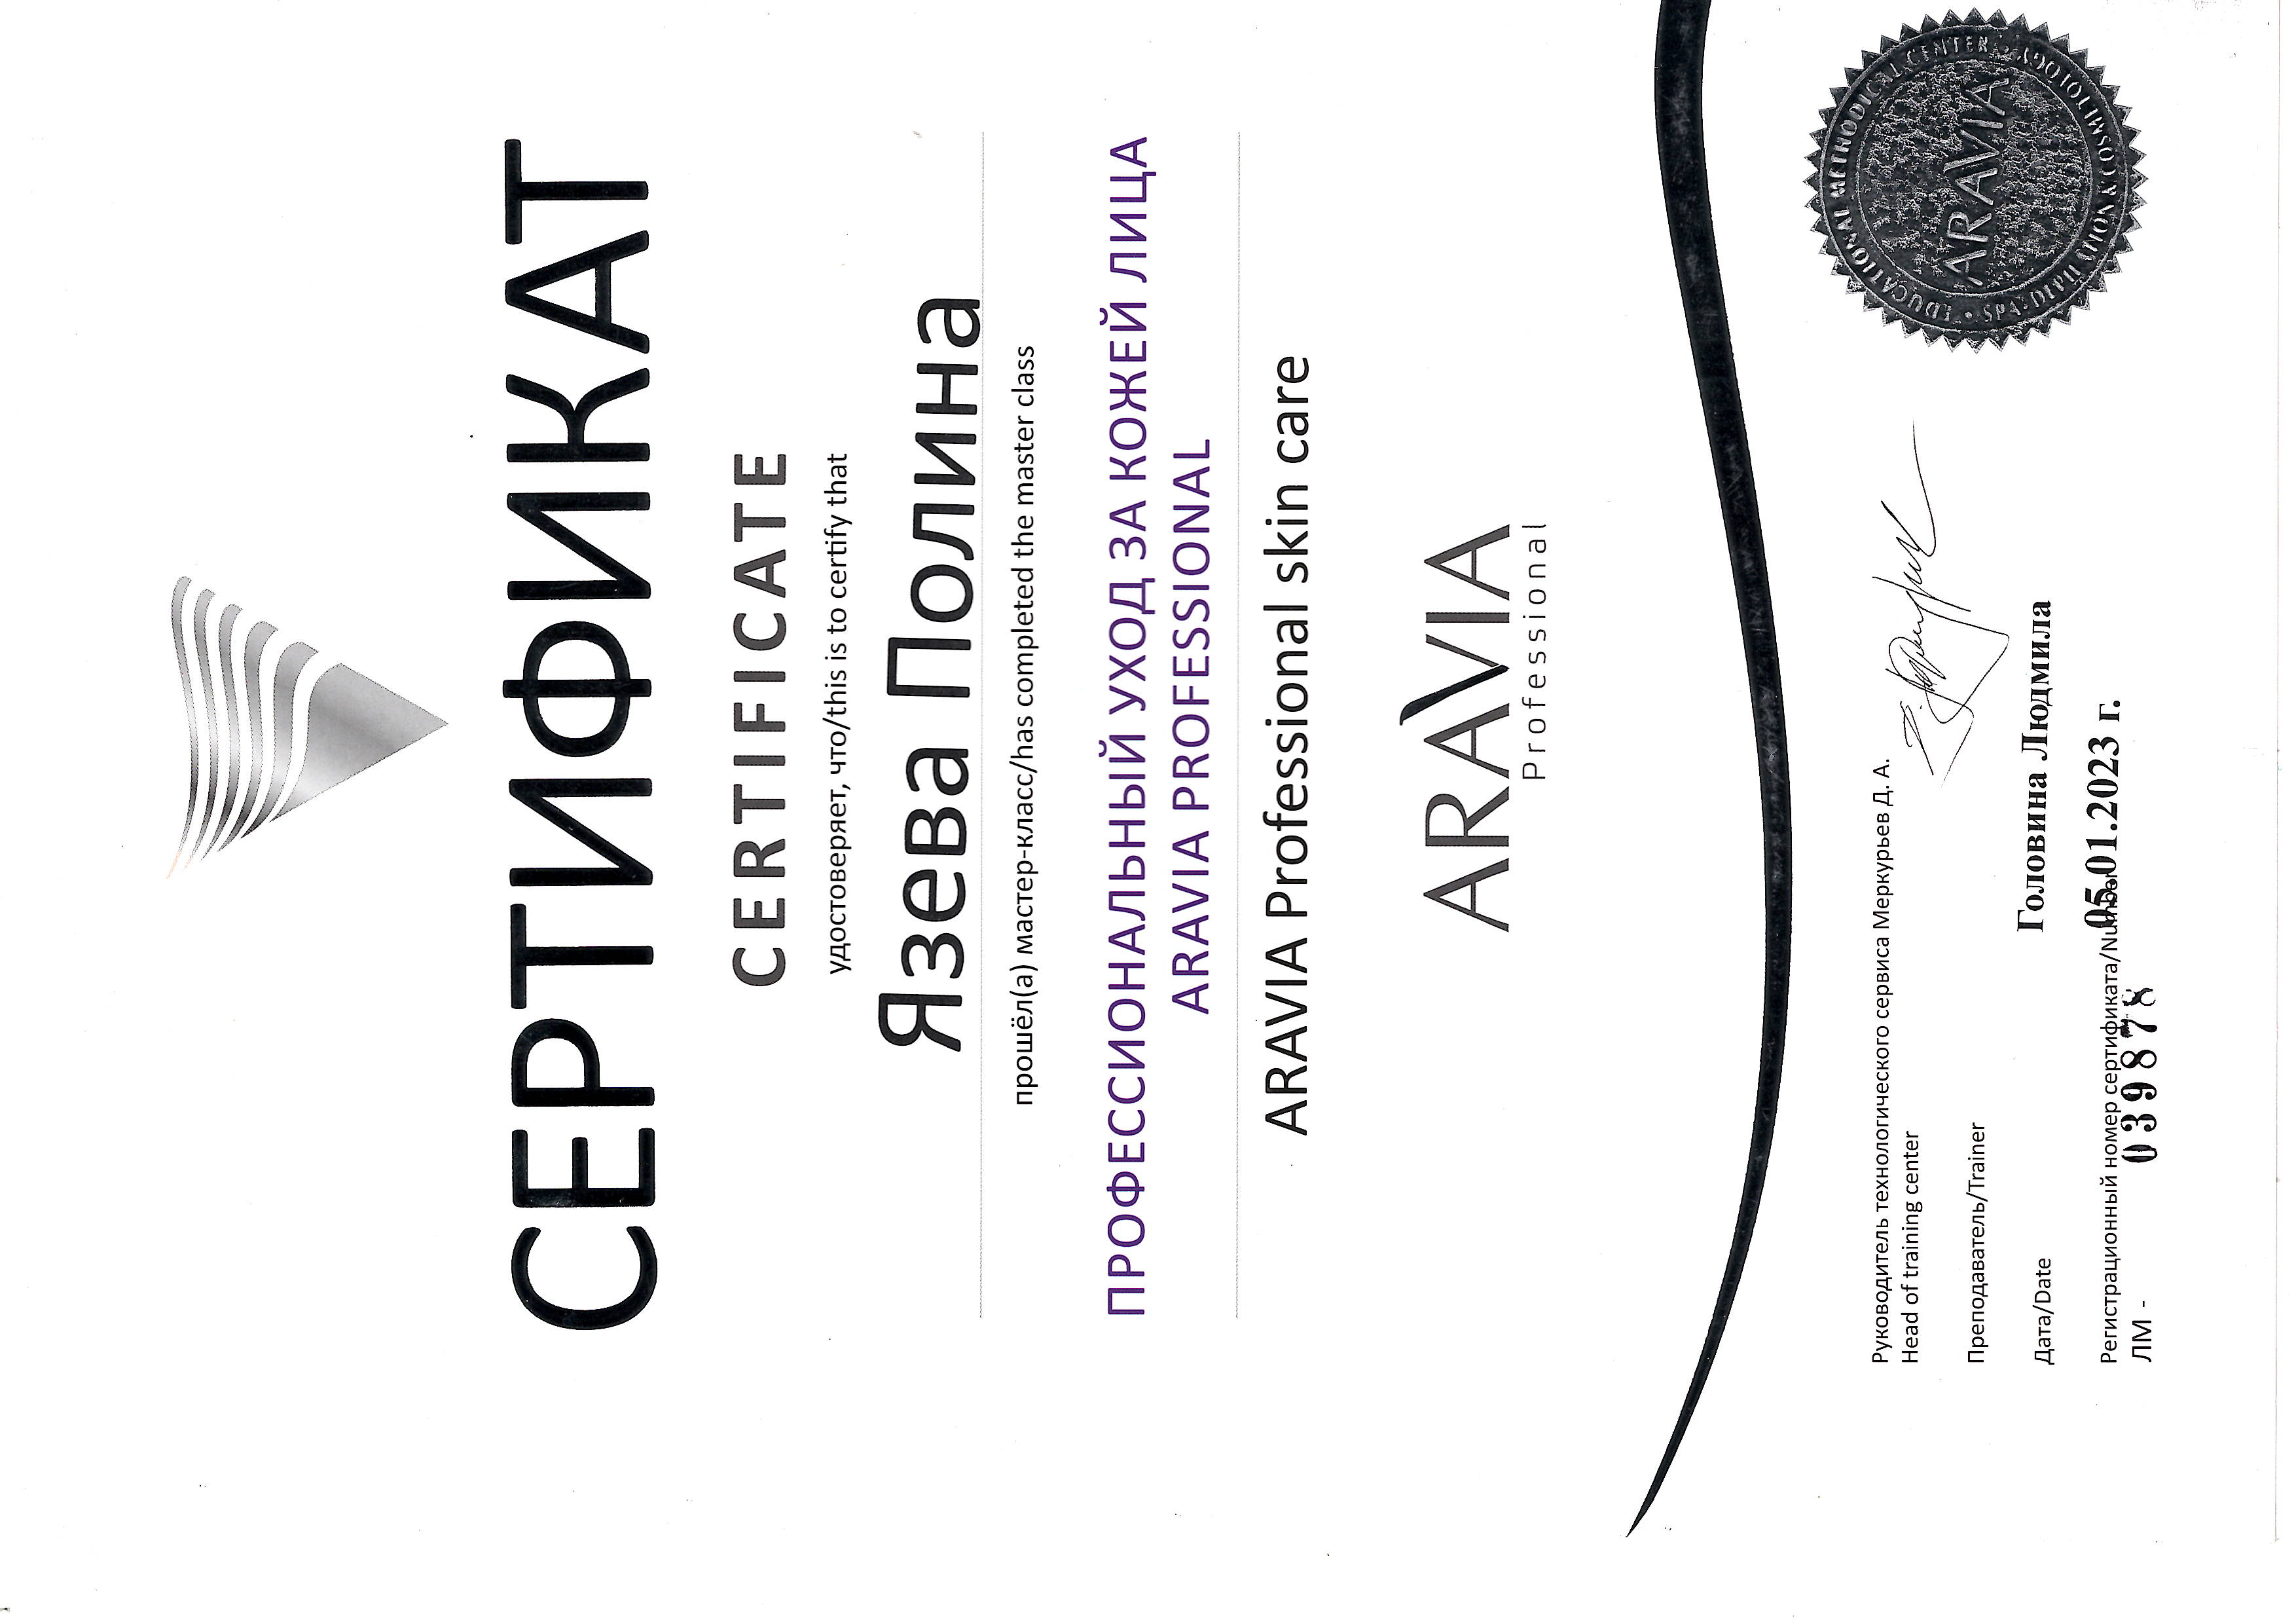 СЕРТИФИКАТ
CERTIFICATE
удостоверяет, что/this is to certify that
Язева Полина
прошёл(а) мастер-класс/has completed the master class
ПРОФЕССИОНАЛЬНЫЙ УХОД ЗА КОЖЕЙ ЛИЦА
ARAVIA PROFESSIONAL
ARAVIA Professional skin care
ARAVIA
Professional
Руководитель технологического сервиса Меркурьев Д. А.
Head of training center
Преподаватель/Trainer
Головина Людмила
Дата/Date
05.01.2023 г.
Регистрационный номер сертификата/Number
ЛМ - 039878
EDUCATIONAL METHODICAL CENTER
ARAVIA
SPA·DEPILATION & COSMETOLOGY